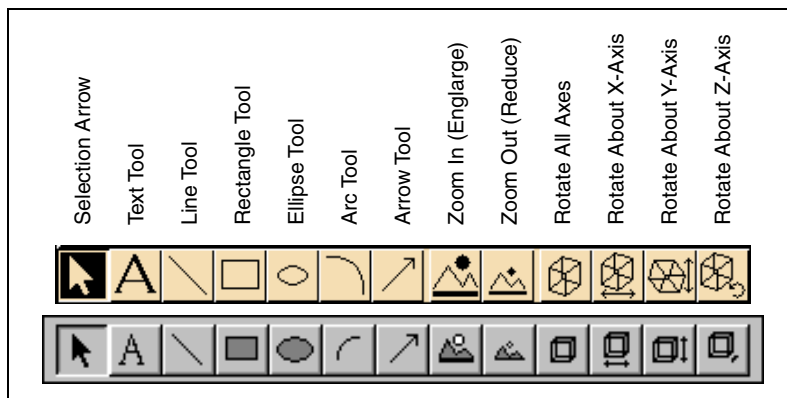 Selection Arrow
Text Tool
Line Tool
Rectangle Tool
Ellipse Tool
Arc Tool
Arrow Tool
Zoom In (Englarge)
Zoom Out (Reduce)
Rotate All Axes
Rotate About X-Axis
Rotate About Y-Axis
Rotate About Z-Axis
A
A